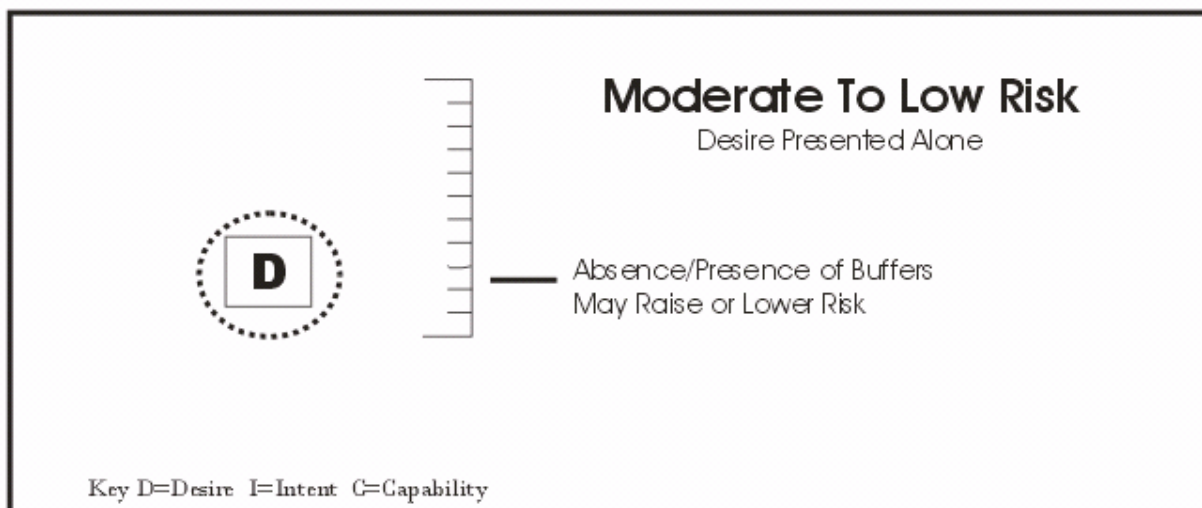 Moderate To Low Risk
Desire Presented Alone
D
Absence/Presence of Buffers
May Raise or Lower Risk
Key D=Desire I=Intent C=Capability